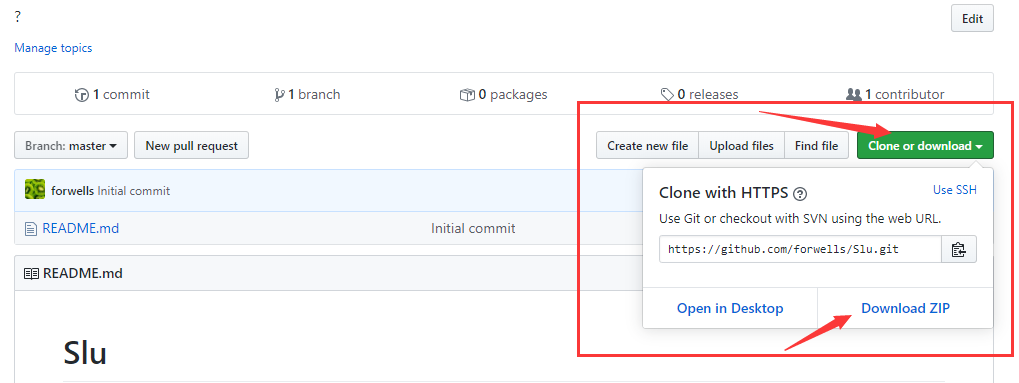 ?
Edit
Manage topics
1 commit
1 branch
0 packages
0 releases
1 contributor
Branch: master
New pull request
Create new file
Upload files
Find file
Clone or download
forwells Initial commit
README.md
Initial commit
Clone with HTTPS ?
Use SSH
Use Git or checkout with SVN using the web URL.
https://github.com/forwells/Slu.git
Open in Desktop
Download ZIP
README.md
Slu